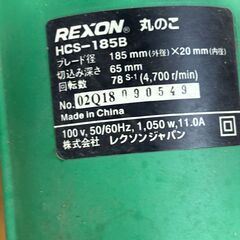 REXON 丸のこ
HCS-185B
ブレード径 185 mm(外径)×20 mm(内径)
切込み深さ 65 mm
回転数 78 S⁻¹ (4,700 r/min)
No. 02Q18 090549
Made in China
100 v, 50/60Hz, 1,050 w, 11.0A
株式会社 レクソンジャパン